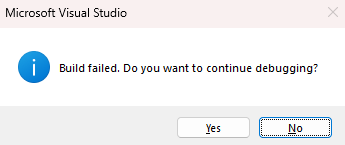 Microsoft Visual Studio
Build failed. Do you want to continue debugging?
Yes
No